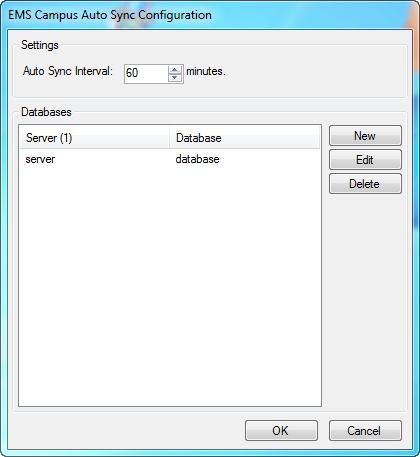 EMS Campus Auto Sync Configuration
Settings
Auto Sync Interval: 60 minutes.
Databases
Server (1) Database
server database
New
Edit
Delete
OK Cancel